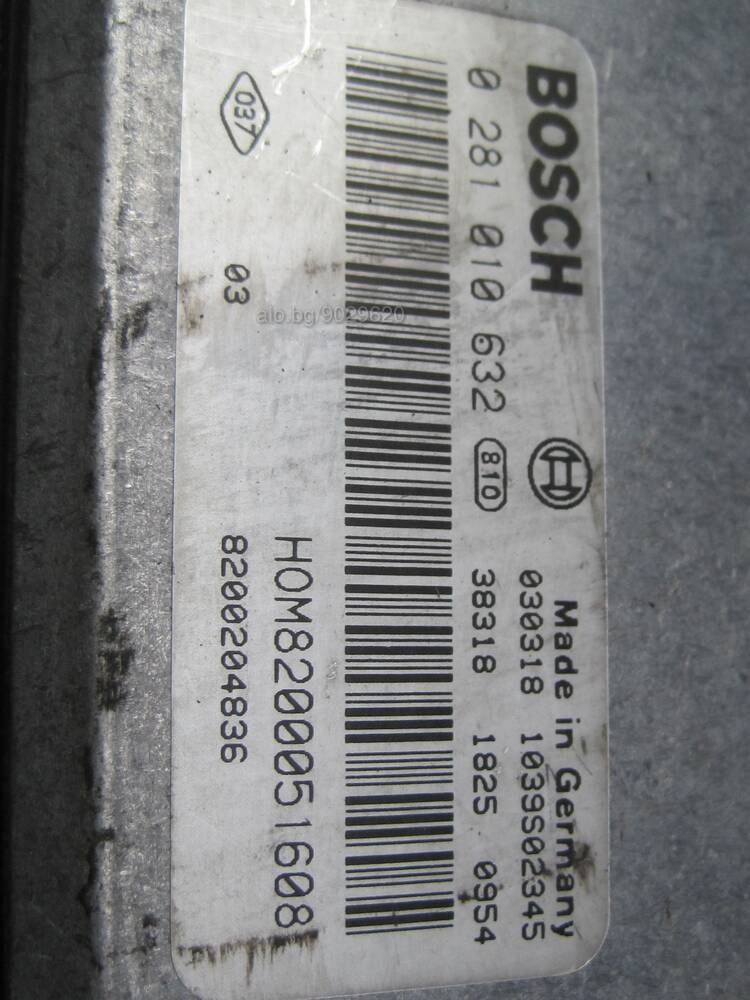 BOSCH
Made in Germany
030318 1039S02345
0 281 010 632 810
38318 1825 0954
HOM8200051608
8200204836
037
03
alo.bg/9029620